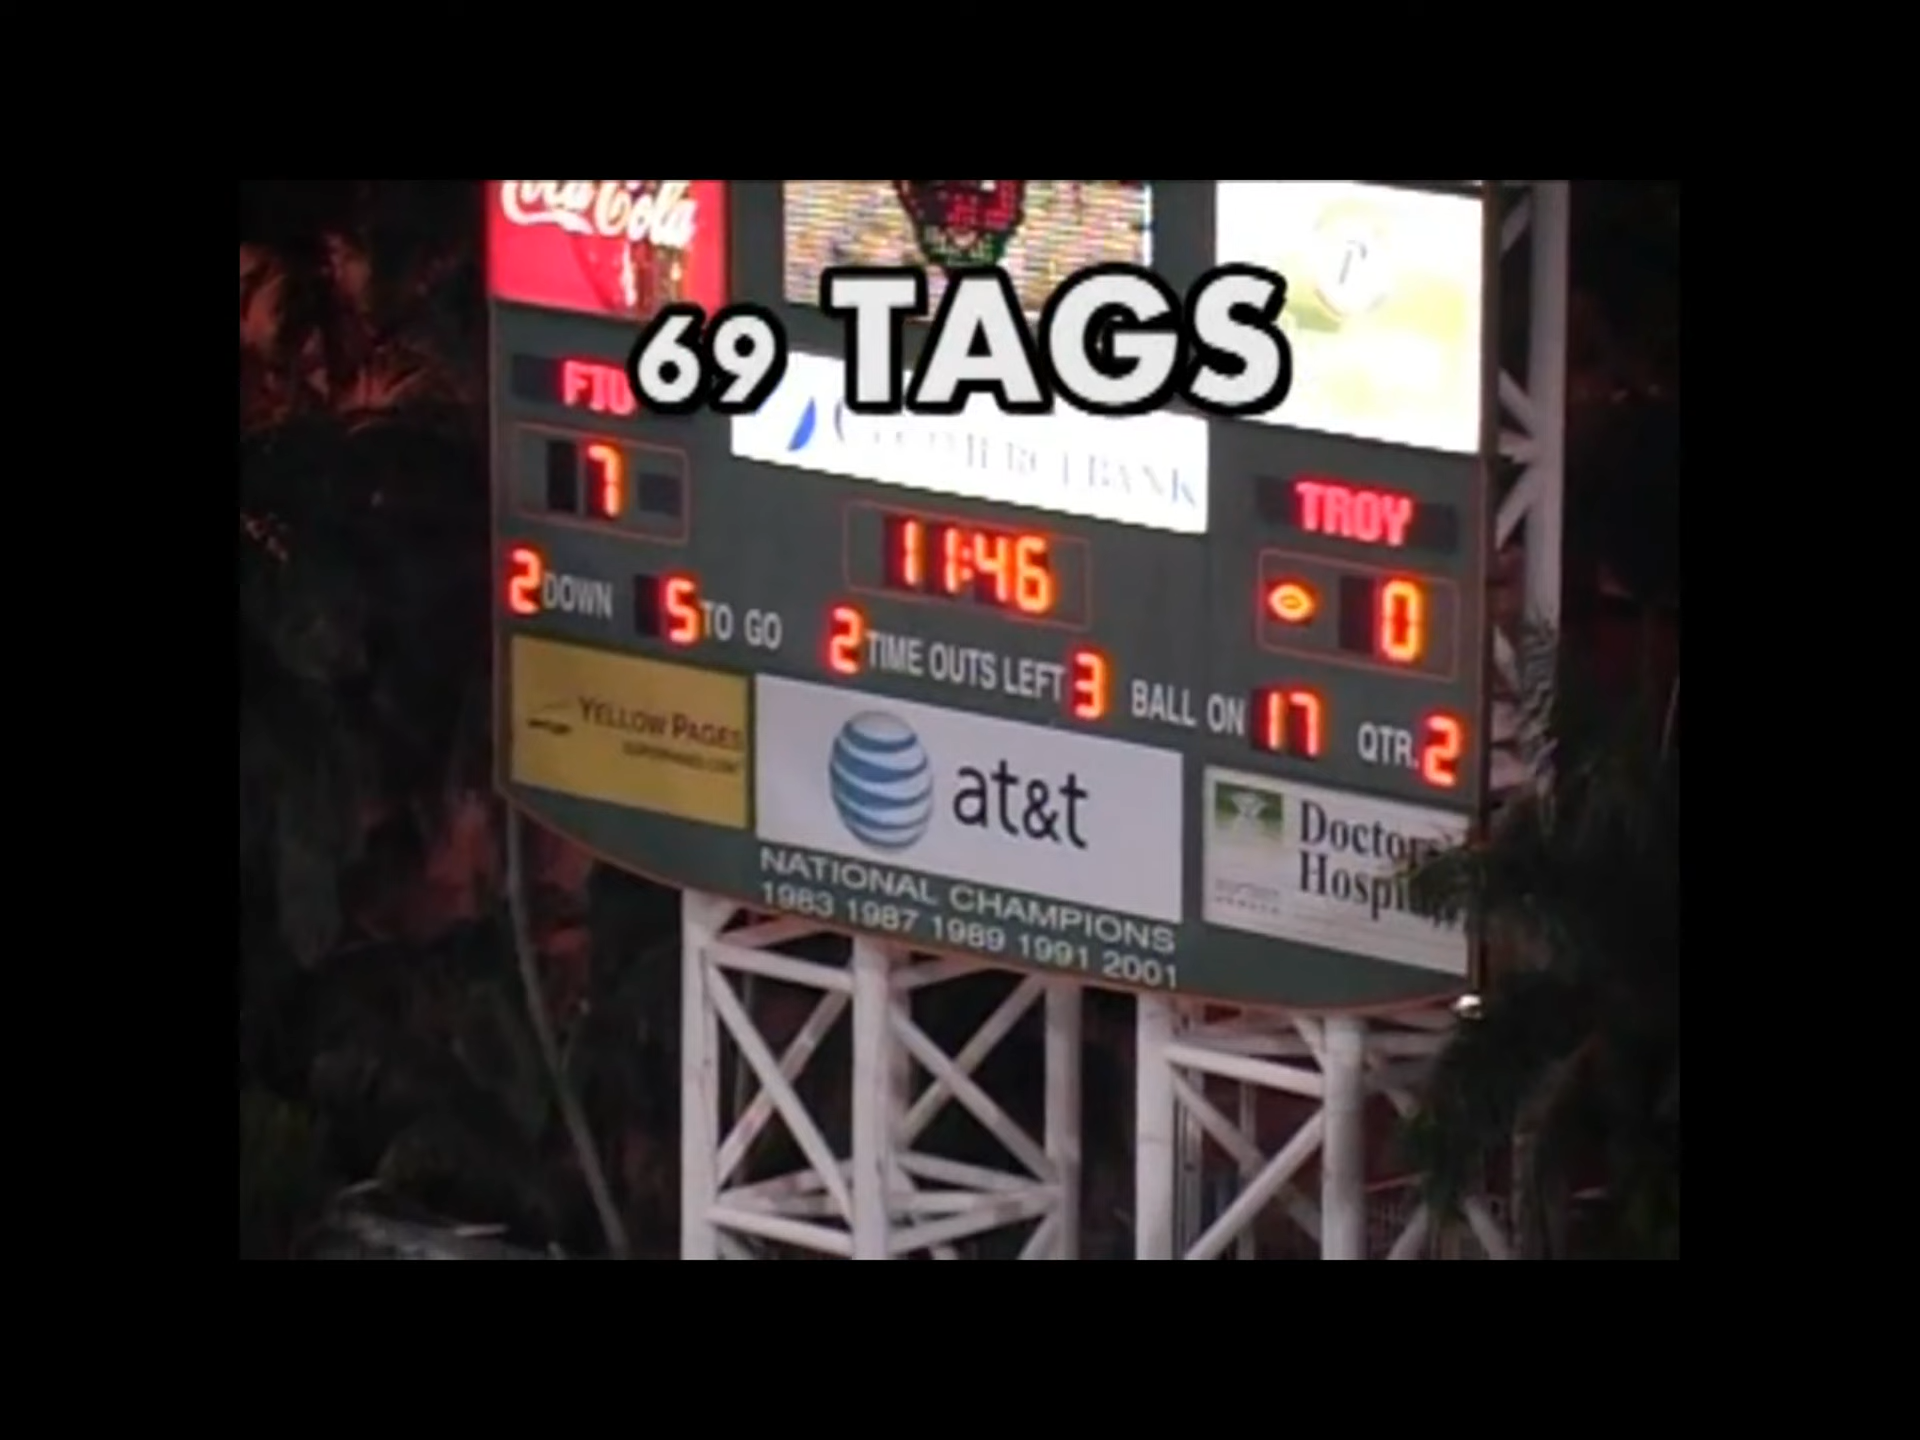 Coca-Cola
69 TAGS
FIU
7
TROY
11:46
0
2 DOWN 5 TO GO 2 TIME OUTS LEFT 3 BALL ON 17 QTR. 2
YELLOW PAGES
at&t
Doctors
Hospital
NATIONAL CHAMPIONS
1983 1987 1989 1991 2001